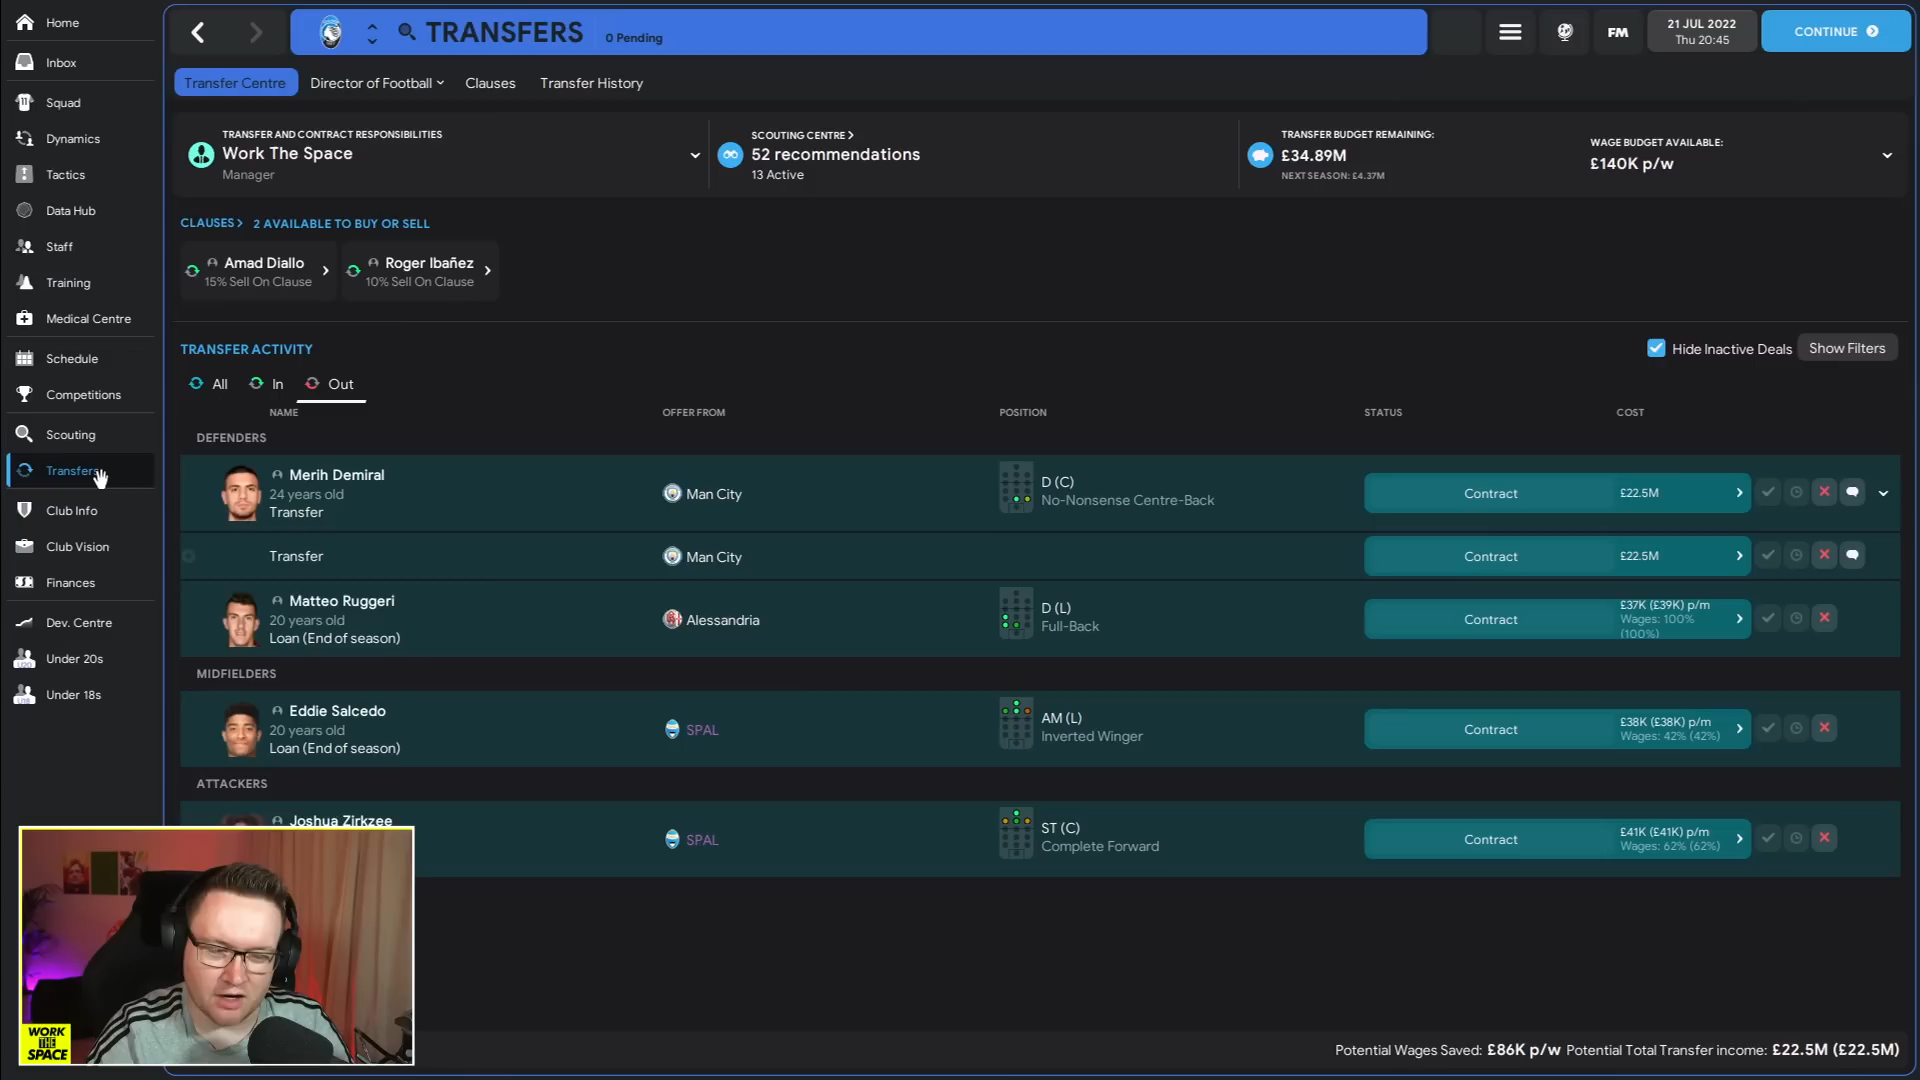 Home
Inbox
Squad
Dynamics
Tactics
Data Hub
Staff
Training
Medical Centre
Schedule
Competitions
Scouting
Transfers
Club Info
Club Vision
Finances
Dev. Centre
Under 20s
Under 18s
TRANSFERS 0 Pending
FM
21 JUL 2022
Thu 20:45
CONTINUE
Transfer Centre Director of Football Clauses Transfer History
TRANSFER AND CONTRACT RESPONSIBILITIES
Work The Space
Manager
SCOUTING CENTRE >
52 recommendations
13 Active
TRANSFER BUDGET REMAINING:
£34.89M
NEXT SEASON: £4.37M
WAGE BUDGET AVAILABLE:
£140K p/w
CLAUSES > 2 AVAILABLE TO BUY OR SELL
Amad Diallo
15% Sell On Clause
Roger Ibañez
10% Sell On Clause
TRANSFER ACTIVITY
Hide Inactive Deals Show Filters
All In Out
NAME OFFER FROM POSITION STATUS COST
DEFENDERS
Merih Demiral
24 years old
Transfer
Man City
D (C)
No-Nonsense Centre-Back
Contract £22.5M
Transfer Man City Contract £22.5M
Matteo Ruggeri
20 years old
Loan (End of season)
Alessandria
D (L)
Full-Back
Contract
£37K (£39K) p/m
Wages: 100%
(100%)
MIDFIELDERS
Eddie Salcedo
20 years old
Loan (End of season)
SPAL
AM (L)
Inverted Winger
Contract
£38K (£38K) p/m
Wages: 42% (42%)
ATTACKERS
Joshua Zirkzee
SPAL
ST (C)
Complete Forward
Contract
£41K (£41K) p/m
Wages: 62% (62%)
WORK
THE
SPACE
Potential Wages Saved: £86K p/w Potential Total Transfer income: £22.5M (£22.5M)